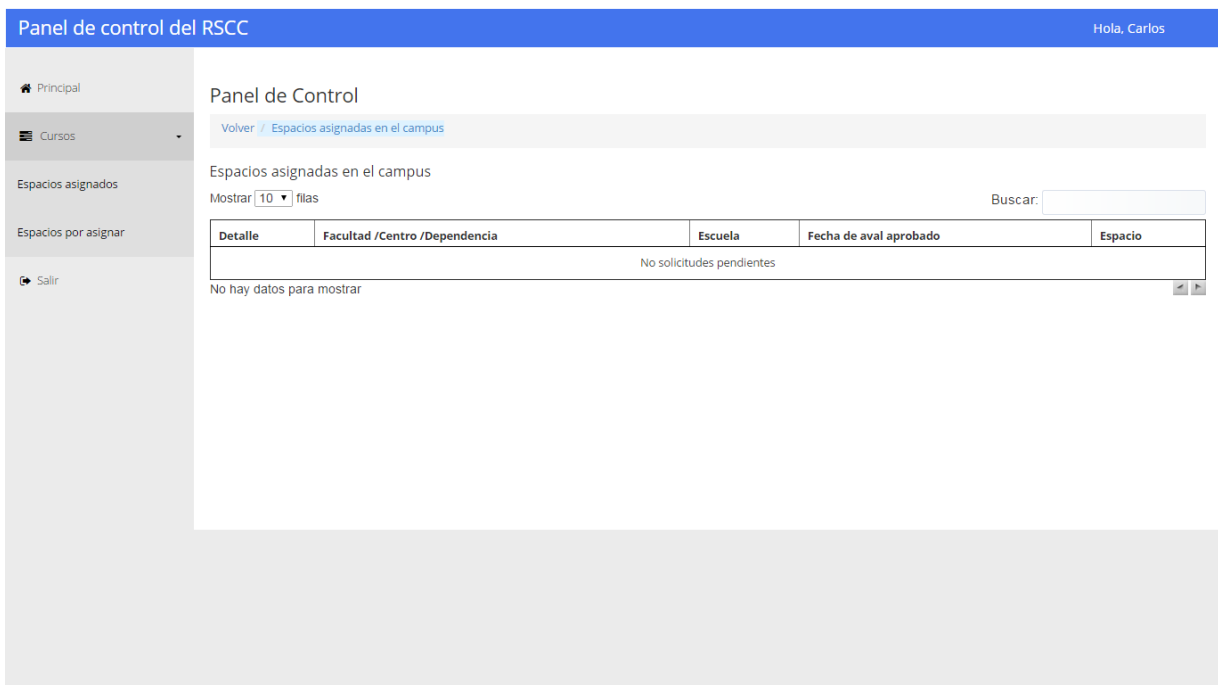 Panel de control del RSCC
Hola, Carlos
Principal
Cursos
Espacios asignados
Espacios por asignar
Salir
Panel de Control
Volver / Espacios asignadas en el campus
Espacios asignadas en el campus
Mostrar 10 filas
Buscar:
Detalle Facultad /Centro /Dependencia Escuela Fecha de aval aprobado Espacio
No solicitudes pendientes
No hay datos para mostrar